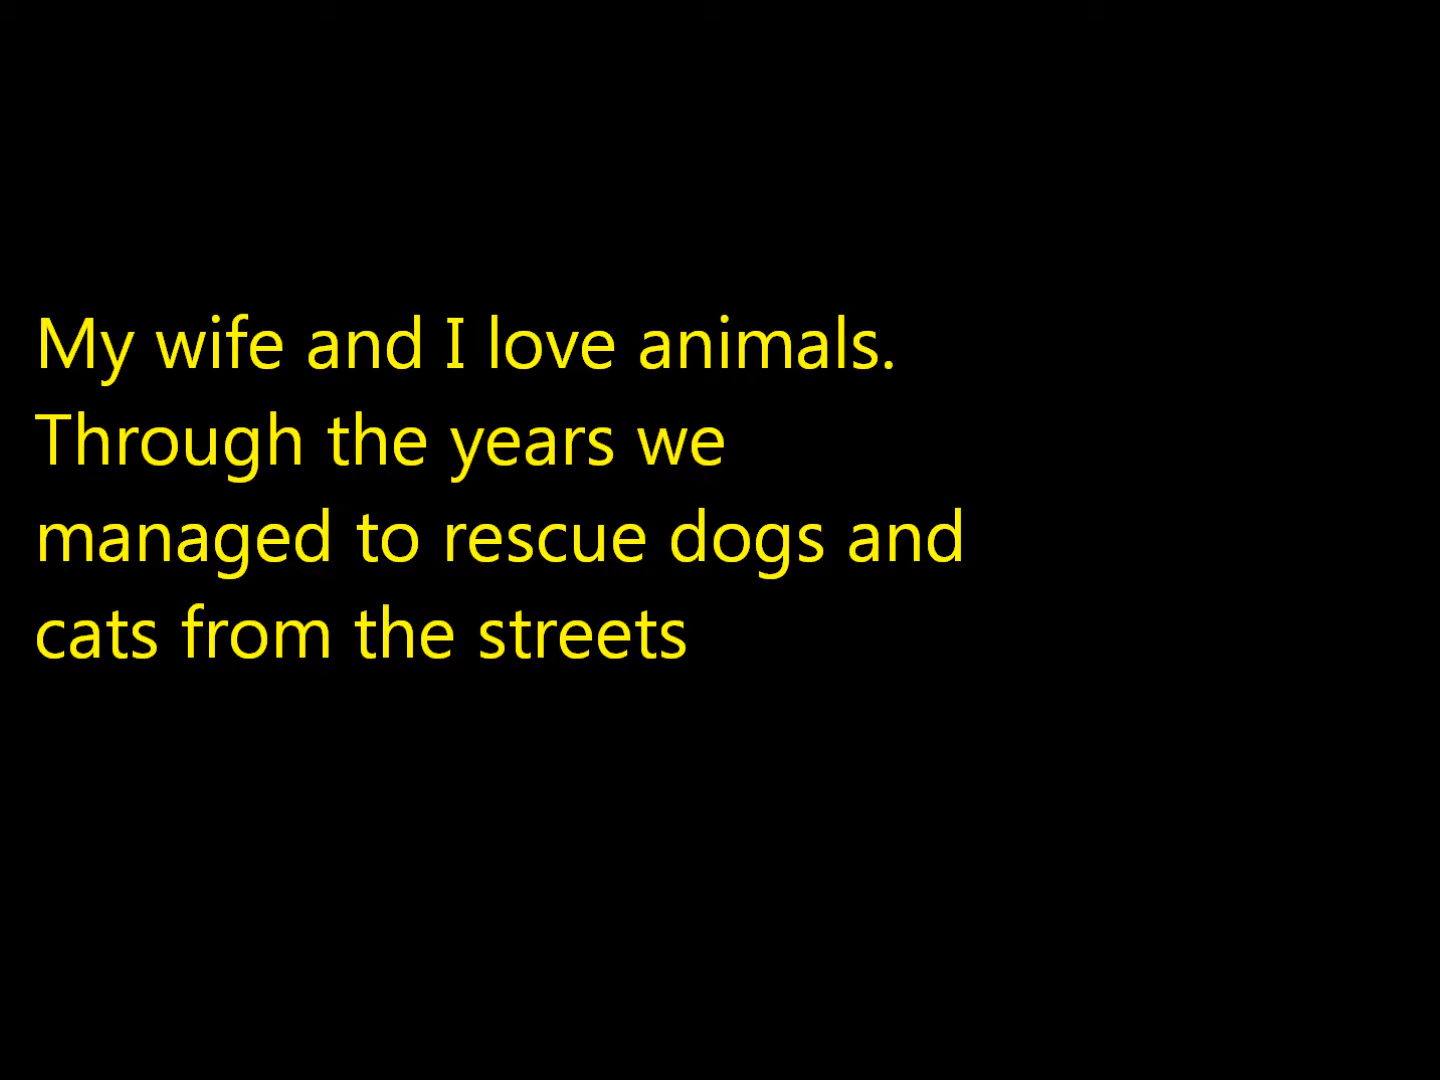 My wife and I love animals.
Through the years we
managed to rescue dogs and
cats from the streets